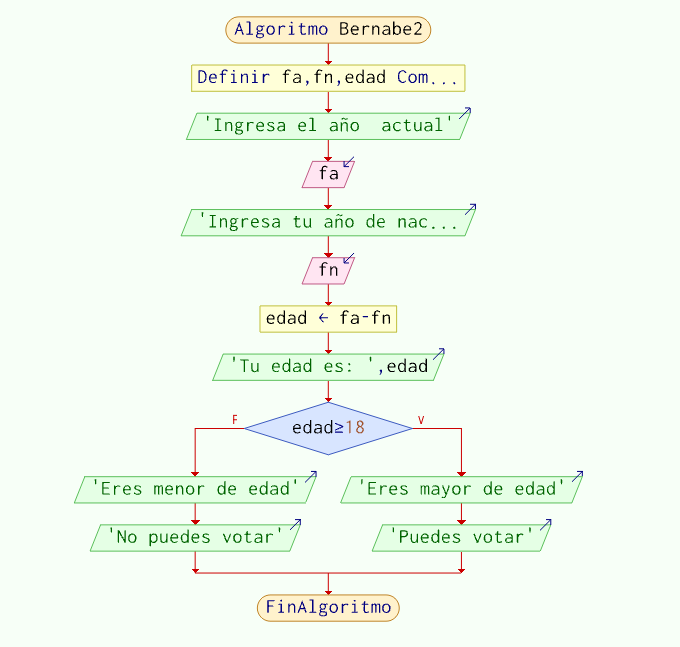 Algoritmo Bernabe2
Definir fa,fn,edad Com...
'Ingresa el año  actual'
fa
'Ingresa tu año de nac...
fn
edad ← fa-fn
'Tu edad es: ',edad
edad≥18
F
V
'Eres menor de edad'
'Eres mayor de edad'
'No puedes votar'
'Puedes votar'
FinAlgoritmo